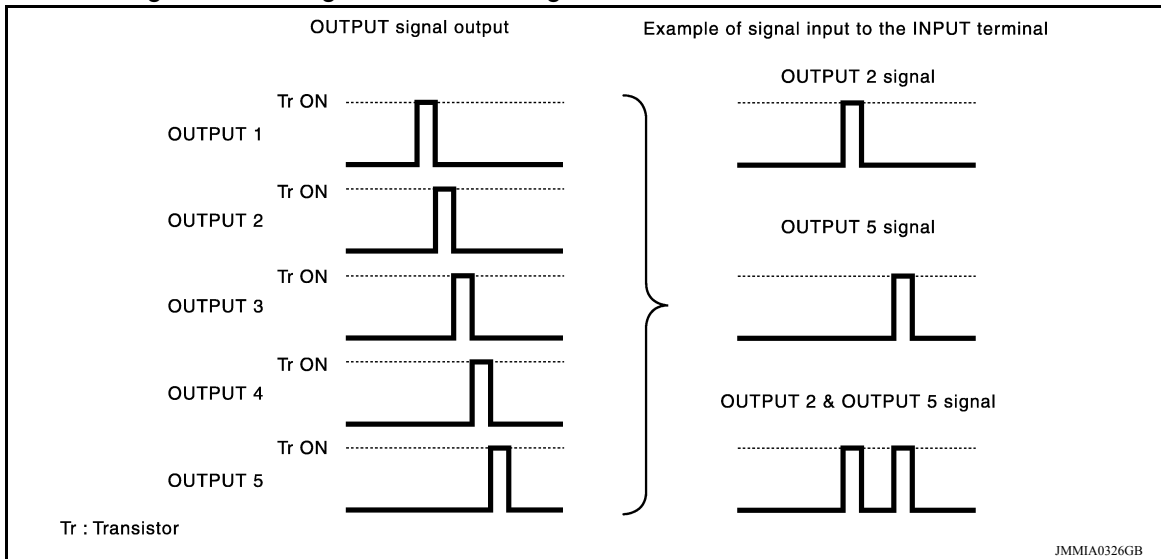 OUTPUT signal output
Example of signal input to the INPUT terminal
Tr ON
OUTPUT 1
Tr ON
OUTPUT 2
Tr ON
OUTPUT 3
Tr ON
OUTPUT 4
Tr ON
OUTPUT 5
OUTPUT 2 signal
OUTPUT 5 signal
OUTPUT 2 & OUTPUT 5 signal
Tr : Transistor
JMMIA0326GB